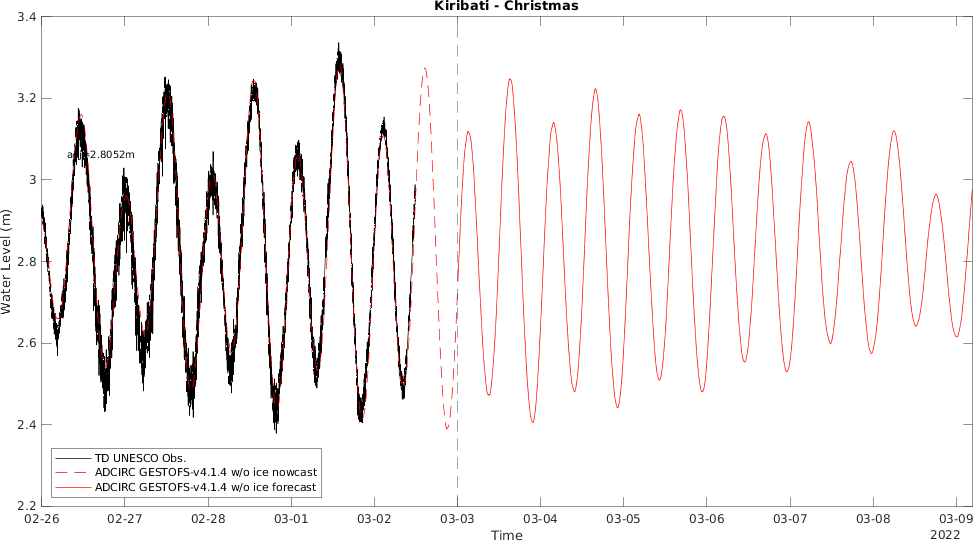 Kiribati - Christmas
3.4
3.2
3
2.8
2.6
2.4
2.2
Water Level (m)
=2.8052m
TD UNESCO Obs.
ADCIRC GESTOFS-v4.1.4 w/o ice nowcast
ADCIRC GESTOFS-v4.1.4 w/o ice forecast
02-26 02-27 02-28 03-01 03-02 03-03 03-04 03-05 03-06 03-07 03-08 03-09
Time
2022